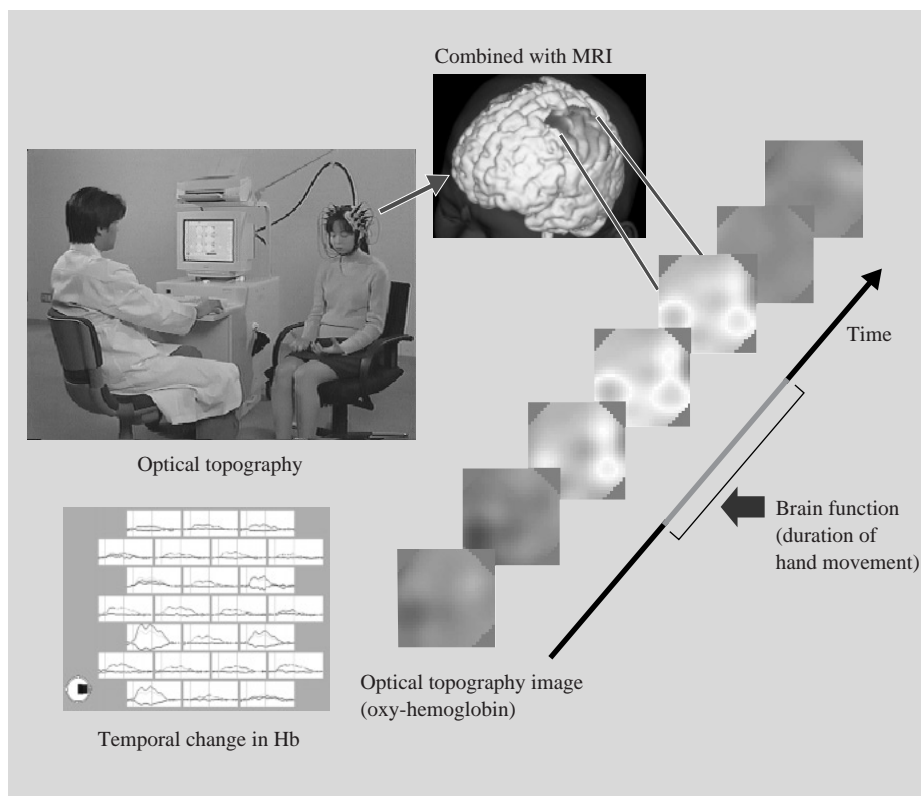 Combined with MRI
Optical topography
Time
Brain function
(duration of
hand movement)
Optical topography image
(oxy-hemoglobin)
Temporal change in Hb